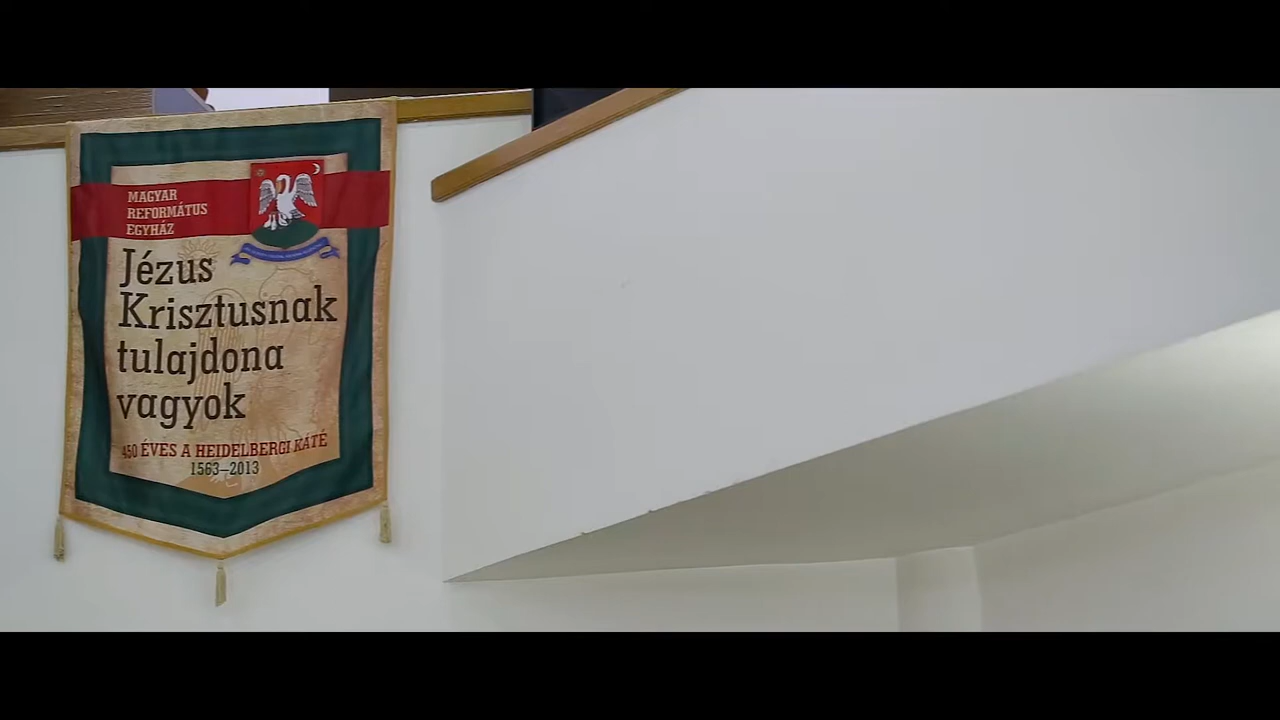 MAGYAR
REFORMÁTUS
EGYHÁZ
Jézus
Krisztusnak
tulajdona
vagyok
450 ÉVES A HEIDELBERGI KÁTÉ
1563–2013